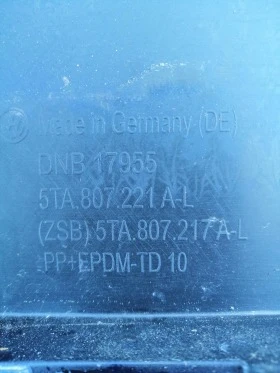 Made in Germany (DE)
DNB 17955
5TA.807.221 A-L
(ZSB) 5TA.807.217 A-L
PP+EPDM-TD 10